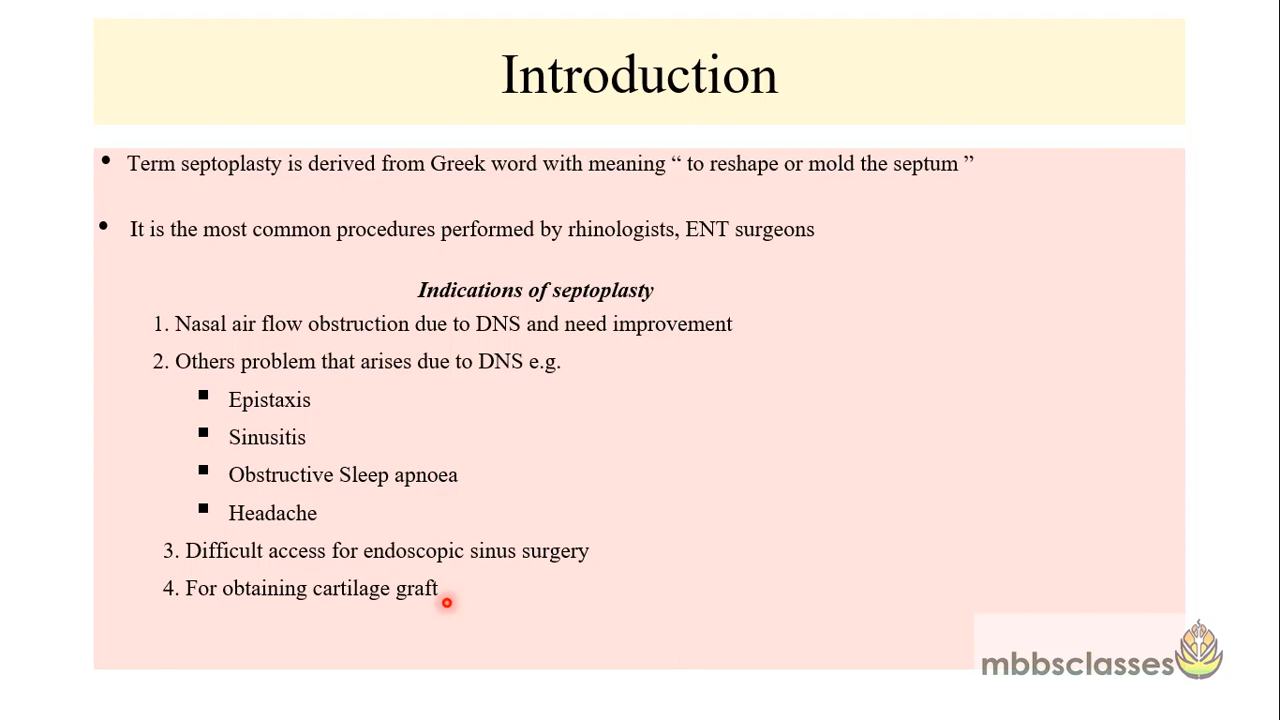 Introduction
• Term septoplasty is derived from Greek word with meaning “ to reshape or mold the septum ”
• It is the most common procedures performed by rhinologists, ENT surgeons
Indications of septoplasty
1. Nasal air flow obstruction due to DNS and need improvement
2. Others problem that arises due to DNS e.g.
▪ Epistaxis
▪ Sinusitis
▪ Obstructive Sleep apnoea
▪ Headache
3. Difficult access for endoscopic sinus surgery
4. For obtaining cartilage graft
mbbsclasses